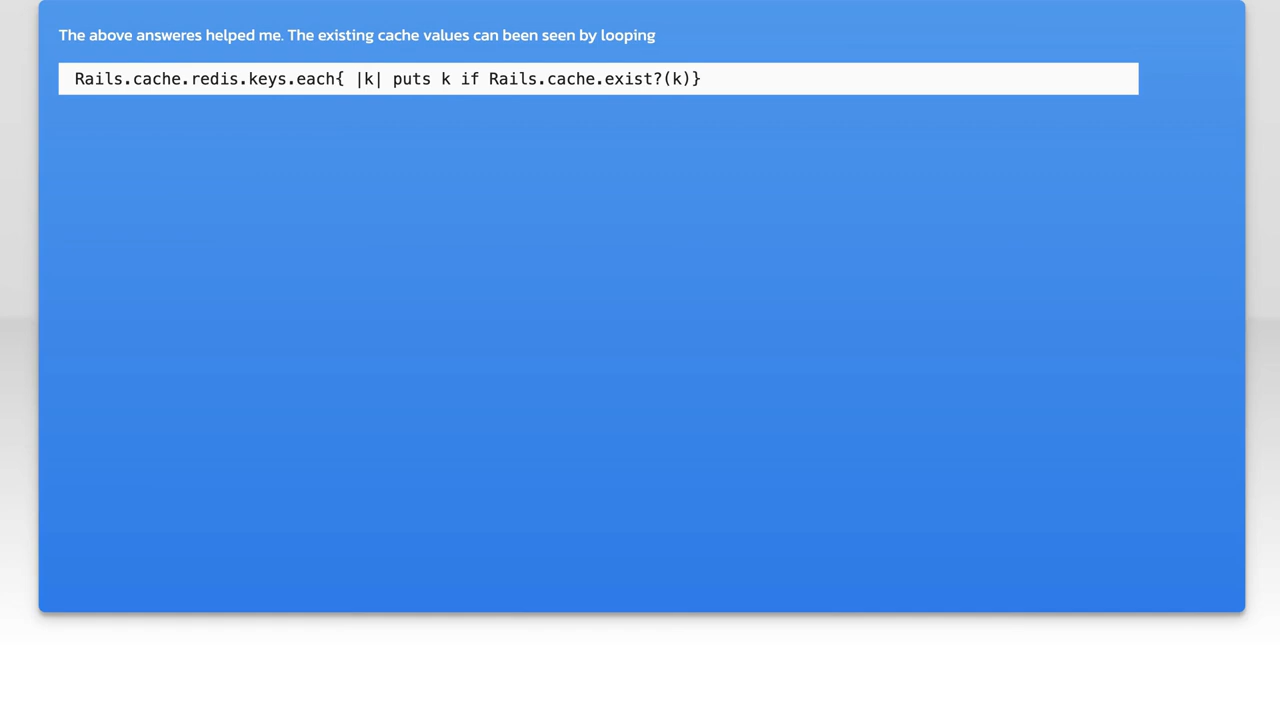 The above answeres helped me. The existing cache values can been seen by looping
Rails.cache.redis.keys.each{ |k| puts k if Rails.cache.exist?(k)}